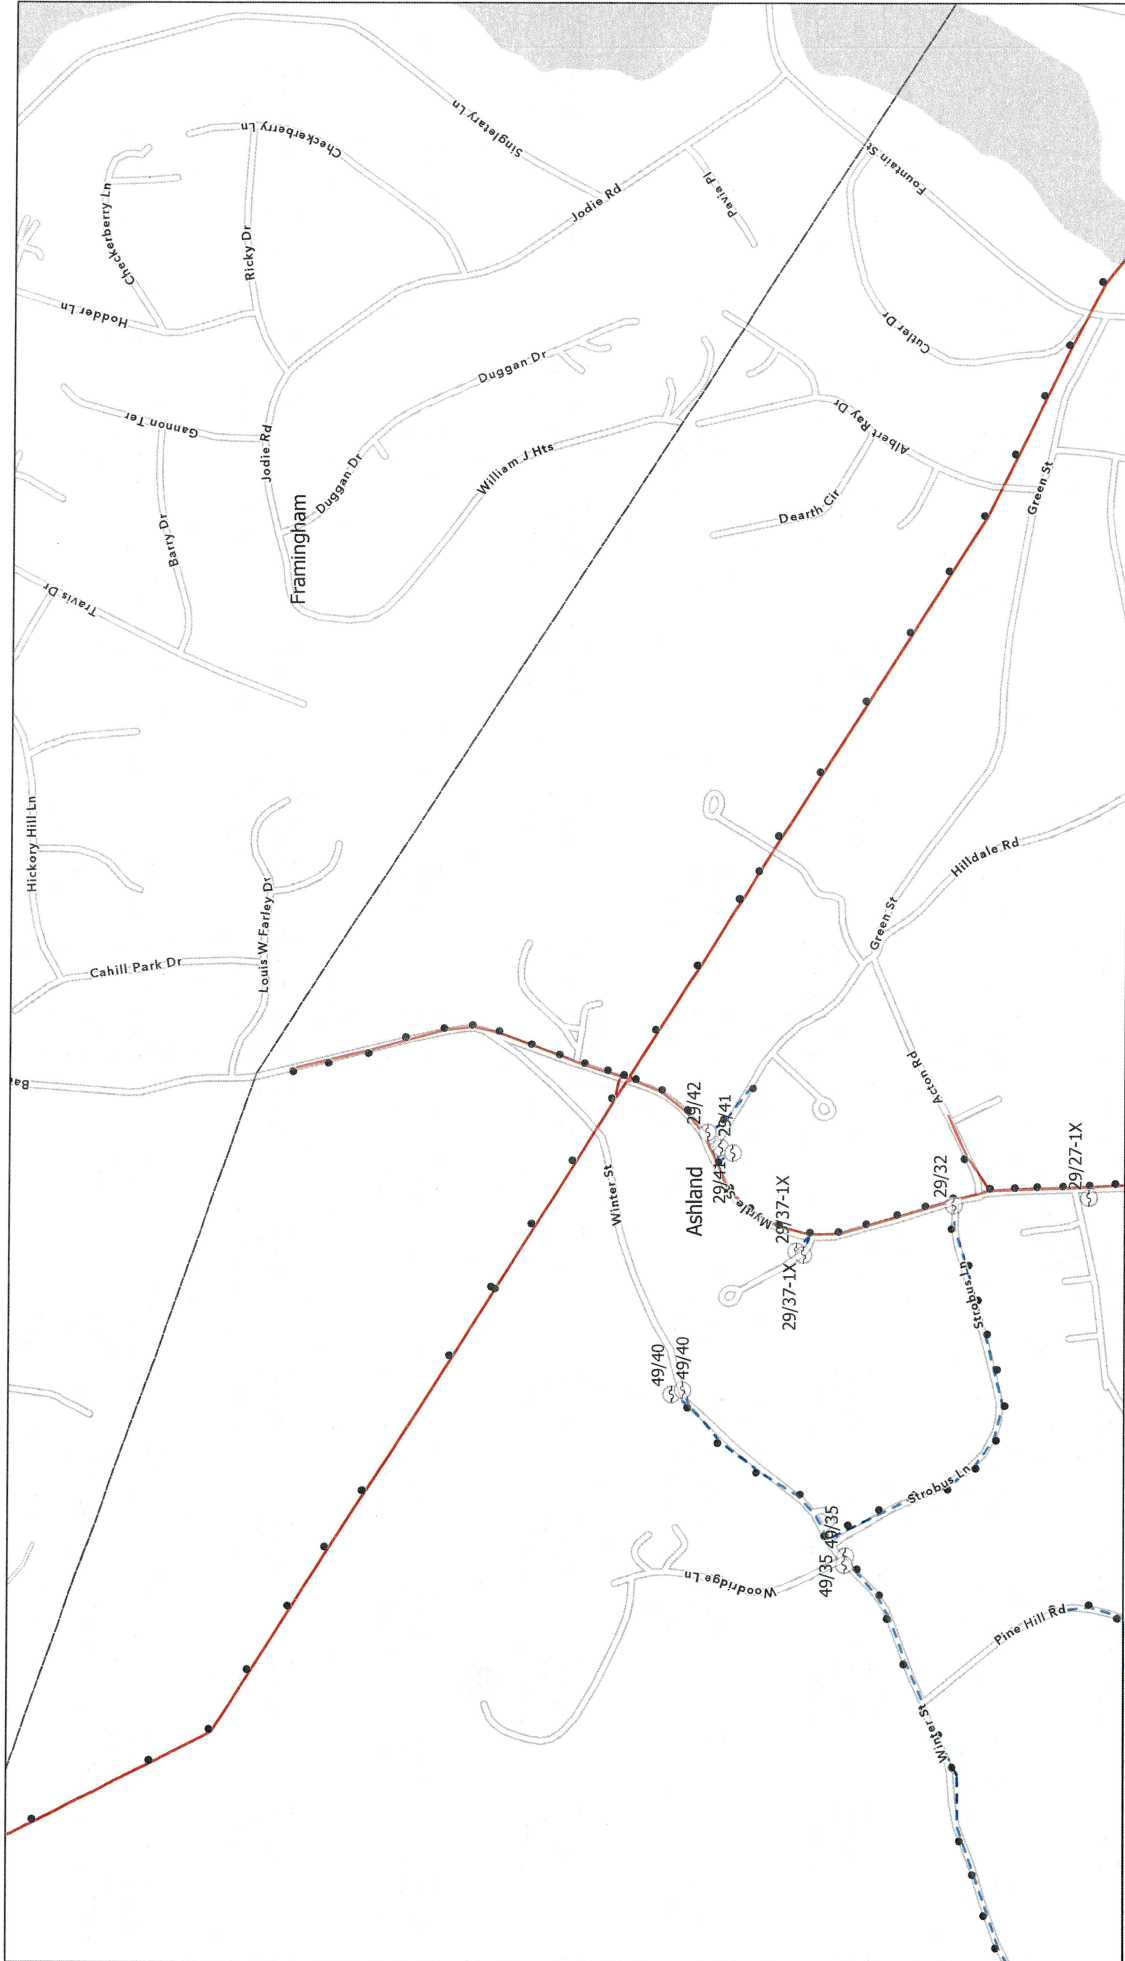 Singletary Ln
Checkerberry Ln
Checkerberry Ln
Ricky Dr
Hodder Ln
Jodie Rd
Pavia Pl
Fountain St
Cutler Dr
Duggan Dr
Gannon Ter
Jodie Rd
Duggan Dr
William J Hts
Albert Ray Dr
Dearth Cir
Green St
Barry Dr
Framingham
Travis Dr
Hickory Hill Ln
Cahill Park Dr
Louis W Farley Dr
Hilldale Rd
Green St
Bai
Acton Rd
29/42
29/41
29/41
Ashland
Myrtle S
Winter St
29/32
29/27-1X
29/37-1X
29/37-1X
Strobus Ln
49/40
49/40
Strobus Ln
49/35
49/35
Woodridge Ln
Pine Hill Rd
Winter St